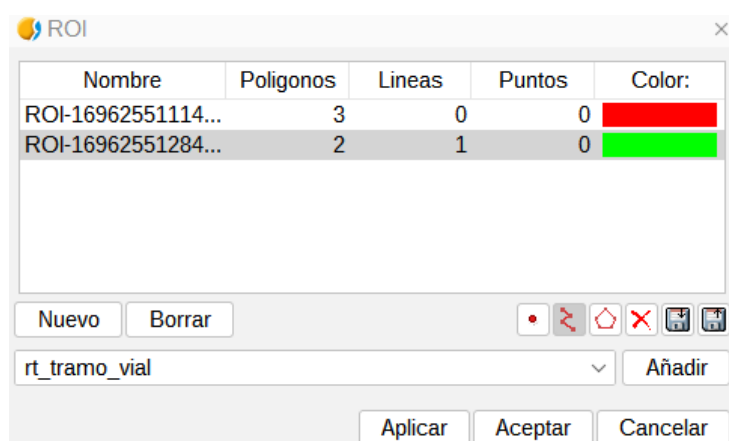 ROI
Nombre Poligonos Lineas Puntos Color:
ROI-16962551114... 3 0 0
ROI-16962551284... 2 1 0
Nuevo Borrar
rt_tramo_vial Añadir
Aplicar Aceptar Cancelar